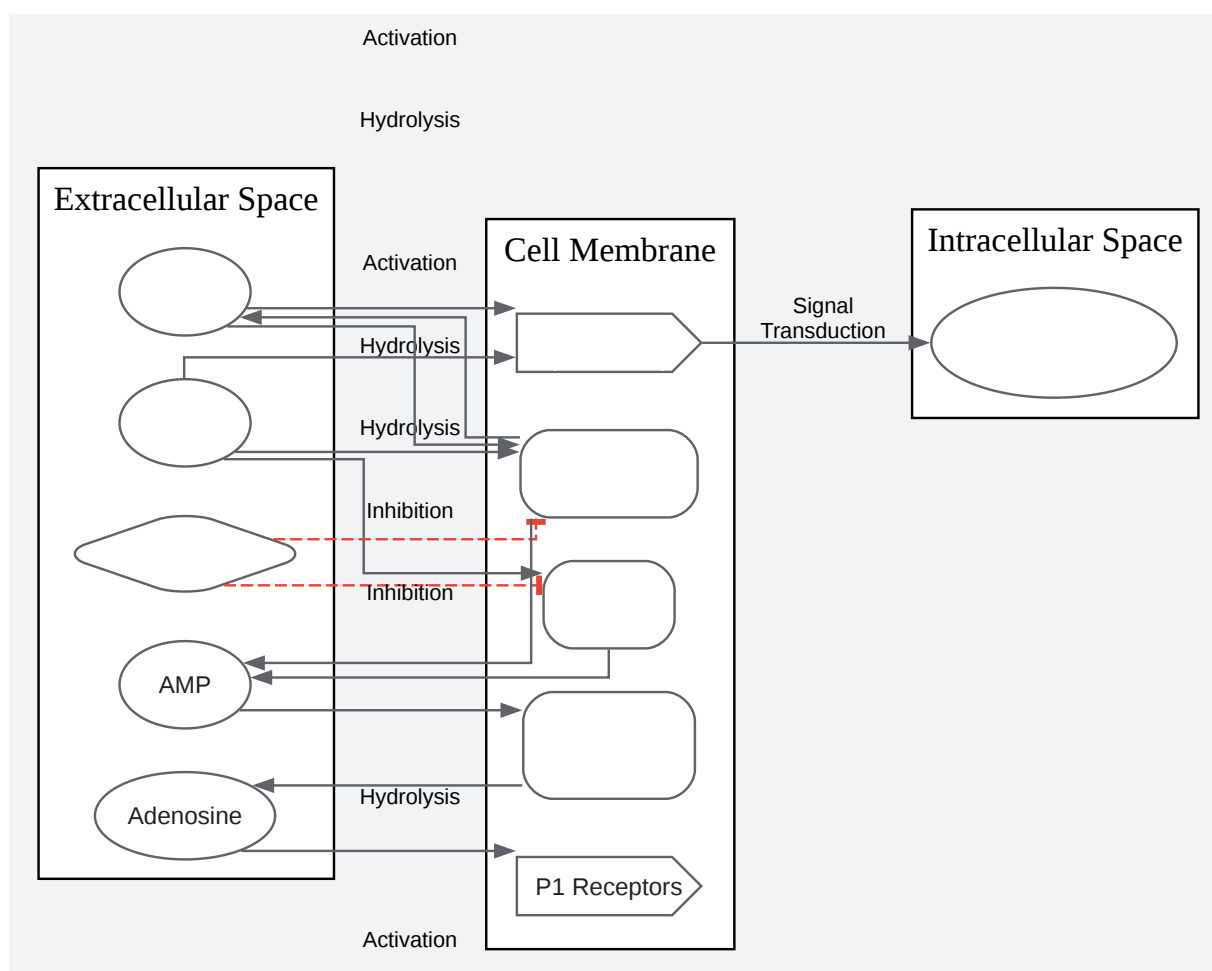 Activation
Hydrolysis
Extracellular Space
Cell Membrane
Intracellular Space
Activation
Signal
Transduction
Hydrolysis
Hydrolysis
Inhibition
Inhibition
AMP
Hydrolysis
Adenosine
P1 Receptors
Activation